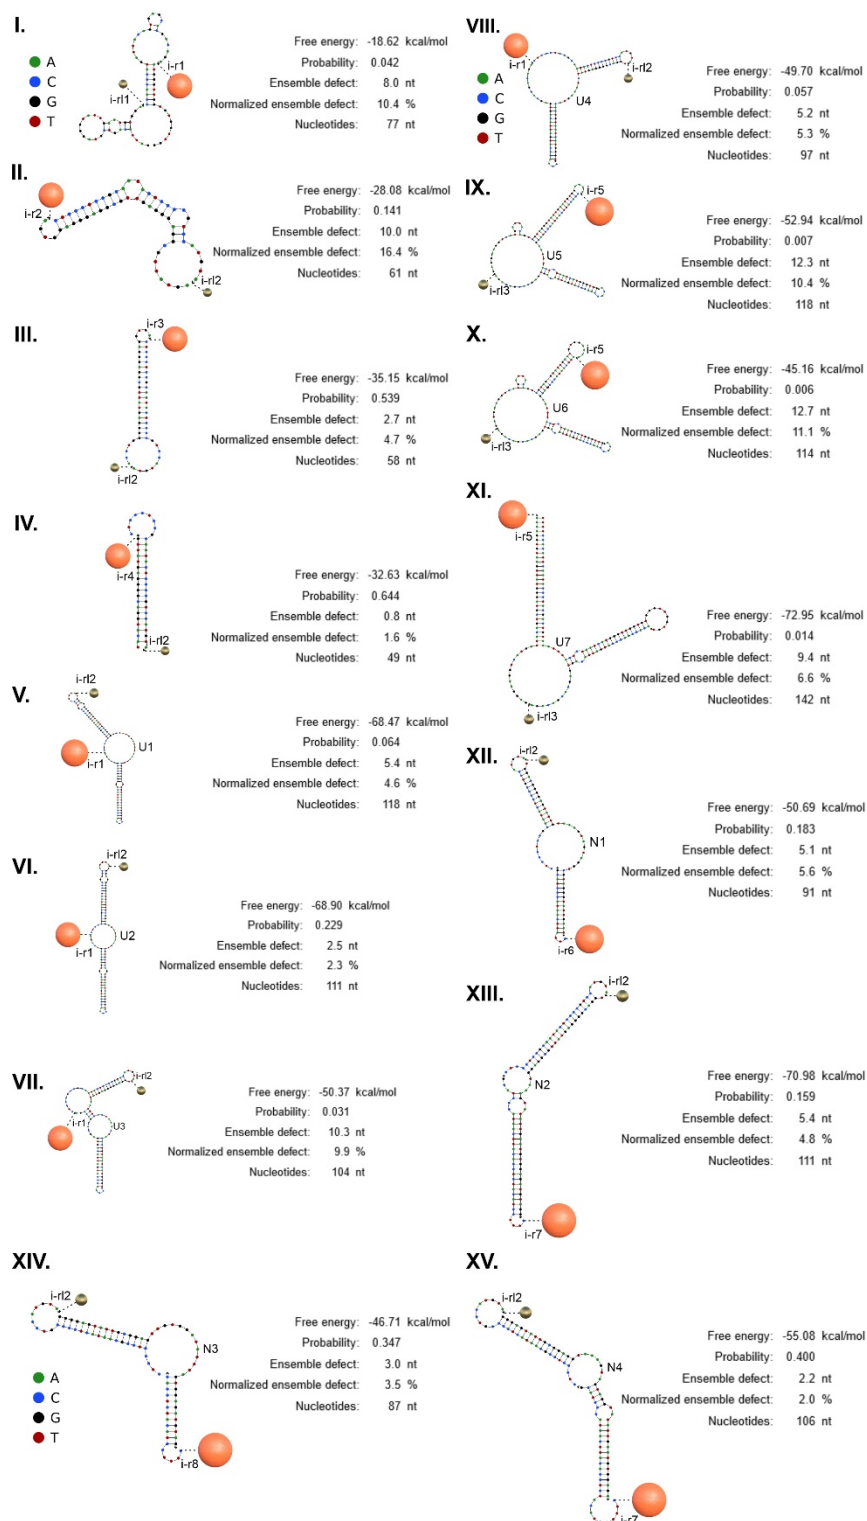 I.
A
C
G
T
i-r1
i-rl1
Free energy: -18.62 kcal/mol
Probability: 0.042
Ensemble defect: 8.0 nt
Normalized ensemble defect: 10.4 %
Nucleotides: 77 nt
II.
i-r2
i-rl2
Free energy: -28.08 kcal/mol
Probability: 0.141
Ensemble defect: 10.0 nt
Normalized ensemble defect: 16.4 %
Nucleotides: 61 nt
III.
i-r3
i-rl2
Free energy: -35.15 kcal/mol
Probability: 0.539
Ensemble defect: 2.7 nt
Normalized ensemble defect: 4.7 %
Nucleotides: 58 nt
IV.
i-r4
i-rl2
Free energy: -32.63 kcal/mol
Probability: 0.644
Ensemble defect: 0.8 nt
Normalized ensemble defect: 1.6 %
Nucleotides: 49 nt
V.
i-rl2
U1
i-r1
Free energy: -68.47 kcal/mol
Probability: 0.064
Ensemble defect: 5.4 nt
Normalized ensemble defect: 4.6 %
Nucleotides: 118 nt
VI.
i-rl2
U2
i-r1
Free energy: -68.90 kcal/mol
Probability: 0.229
Ensemble defect: 2.5 nt
Normalized ensemble defect: 2.3 %
Nucleotides: 111 nt
VII.
i-rl2
i-r1
U3
Free energy: -50.37 kcal/mol
Probability: 0.031
Ensemble defect: 10.3 nt
Normalized ensemble defect: 9.9 %
Nucleotides: 104 nt
VIII.
A
C
G
T
i-r1
i-rl2
U4
Free energy: -49.70 kcal/mol
Probability: 0.057
Ensemble defect: 5.2 nt
Normalized ensemble defect: 5.3 %
Nucleotides: 97 nt
IX.
i-r5
U5
i-rl3
Free energy: -52.94 kcal/mol
Probability: 0.007
Ensemble defect: 12.3 nt
Normalized ensemble defect: 10.4 %
Nucleotides: 118 nt
X.
i-r5
U6
i-rl3
Free energy: -45.16 kcal/mol
Probability: 0.006
Ensemble defect: 12.7 nt
Normalized ensemble defect: 11.1 %
Nucleotides: 114 nt
XI.
i-r5
U7
i-rl3
Free energy: -72.95 kcal/mol
Probability: 0.014
Ensemble defect: 9.4 nt
Normalized ensemble defect: 6.6 %
Nucleotides: 142 nt
XII.
i-rl2
N1
i-r6
Free energy: -50.69 kcal/mol
Probability: 0.183
Ensemble defect: 5.1 nt
Normalized ensemble defect: 5.6 %
Nucleotides: 91 nt
XIII.
i-rl2
N2
i-r7
Free energy: -70.98 kcal/mol
Probability: 0.159
Ensemble defect: 5.4 nt
Normalized ensemble defect: 4.8 %
Nucleotides: 111 nt
XIV.
i-rl2
N3
A
C
G
T
i-r8
Free energy: -46.71 kcal/mol
Probability: 0.347
Ensemble defect: 3.0 nt
Normalized ensemble defect: 3.5 %
Nucleotides: 87 nt
XV.
i-rl2
N4
i-r7
Free energy: -55.08 kcal/mol
Probability: 0.400
Ensemble defect: 2.2 nt
Normalized ensemble defect: 2.0 %
Nucleotides: 106 nt